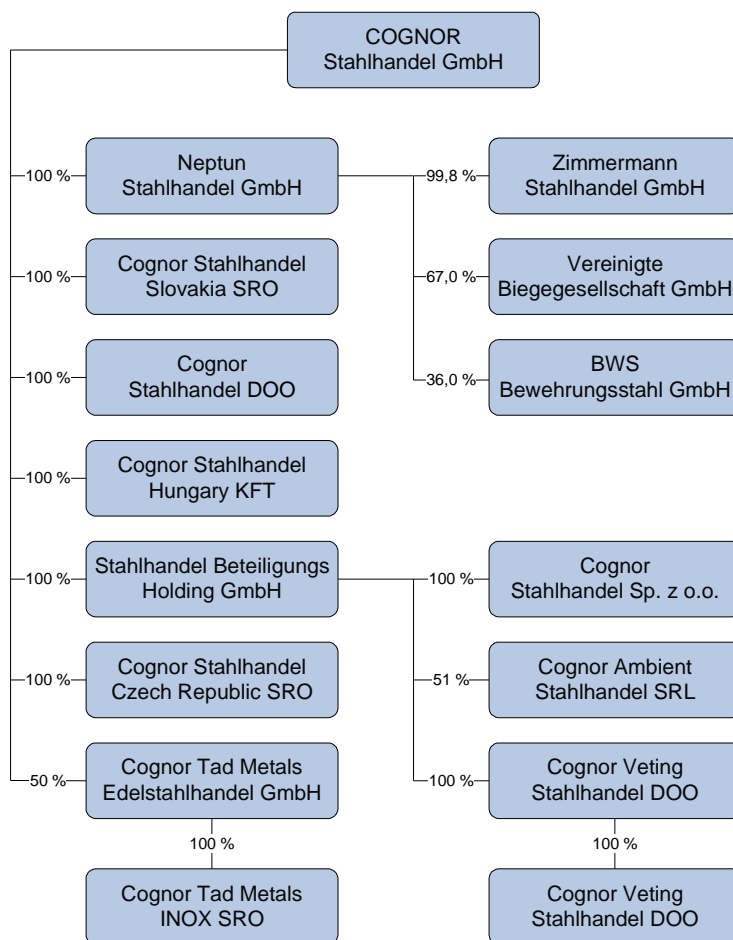 COGNOR
Stahlhandel GmbH
100 %
Neptun
Stahlhandel GmbH
99,8 %
Zimmermann
Stahlhandel GmbH
100 %
Cognor Stahlhandel
Slovakia SRO
67,0 %
Vereinigte
Biegegesellschaft GmbH
100 %
Cognor
Stahlhandel DOO
36,0 %
BWS
Bewehrungsstahl GmbH
100 %
Cognor Stahlhandel
Hungary KFT
100 %
Stahlhandel Beteiligungs
Holding GmbH
100 %
Cognor
Stahlhandel Sp. z o.o.
100 %
Cognor Stahlhandel
Czech Republic SRO
51 %
Cognor Ambient
Stahlhandel SRL
50 %
Cognor Tad Metals
Edelstahlhandel GmbH
100 %
Cognor Veting
Stahlhandel DOO
100 %
100 %
Cognor Tad Metals
INOX SRO
Cognor Veting
Stahlhandel DOO